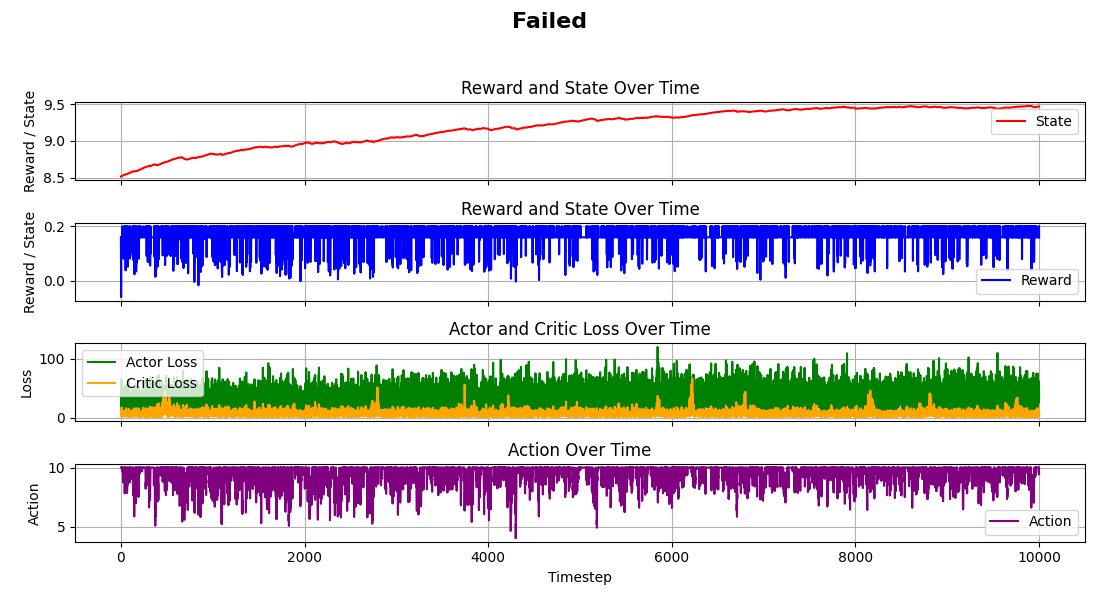 Failed
Reward and State Over Time
Reward / State
9.5
9.0
8.5
State
Reward and State Over Time
Reward / State
0.2
0.0
Reward
Actor and Critic Loss Over Time
Loss
100
0
Actor Loss
Critic Loss
Action Over Time
Action
10
5
Action
0 2000 4000 6000 8000 10000
Timestep